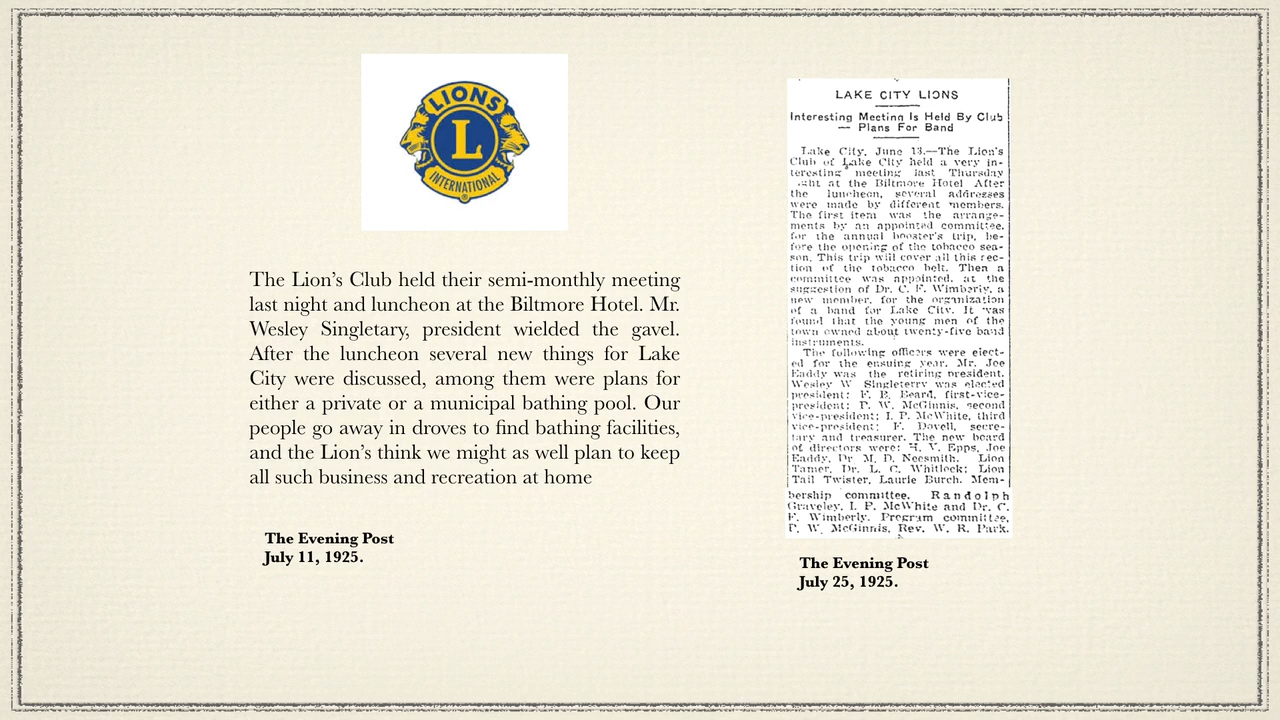 LIONS
L
INTERNATIONAL
®
The Lion’s Club held their semi-monthly meeting
last night and luncheon at the Biltmore Hotel. Mr.
Wesley Singletary, president wielded the gavel.
After the luncheon several new things for Lake
City were discussed, among them were plans for
either a private or a municipal bathing pool. Our
people go away in droves to find bathing facilities,
and the Lion’s think we might as well plan to keep
all such business and recreation at home
The Evening Post
July 11, 1925.
LAKE CITY LIONS
Interesting Meeting Is Held By Club
— Plans For Band
Lake City, June 13.—The Lion's
Club of Lake City held a very in-
teresting meeting last Thursday
at the Biltmore Hotel After
the luncheon, several addresses
were made by different members.
The first item was the arrange-
ments by an appointed committee,
for the annual booster's trip, be-
fore the opening of the tobacco sea-
son. This trip will cover all this rec-
tion of the tobacco belt. Then a
committee was appointed, at the
suggestion of Dr. C. F. Wimberly, a
new member, for the organization
of a band for Lake City. It was
found that the young men of the
town owned about twenty-five band
instruments.
The following officers were elect-
ed for the ensuing year. Mr. Joe
Eaddy was the retiring president.
Wesley W Singleterry was elected
president; F. B. Beard, first-vice-
president; P. W. McGinnis, second
vice-president; I. P. McWhite, third
vice-president; F. Dovell, secre-
tary and treasurer. The new board
of directors were: H. V. Epps, Joe
Eaddy, Dr M. D. Neesmith. Lion
Tamer, Dr. L. C. Whitlock; Lion
Tail Twister, Laurie Burch. Mem-
bership committee, Randolph
Graveley, I. P. McWhite and Dr. C.
F. Wimberly. Program committee,
P. W. McGinnis, Rev. W. R. Park.
The Evening Post
July 25, 1925.